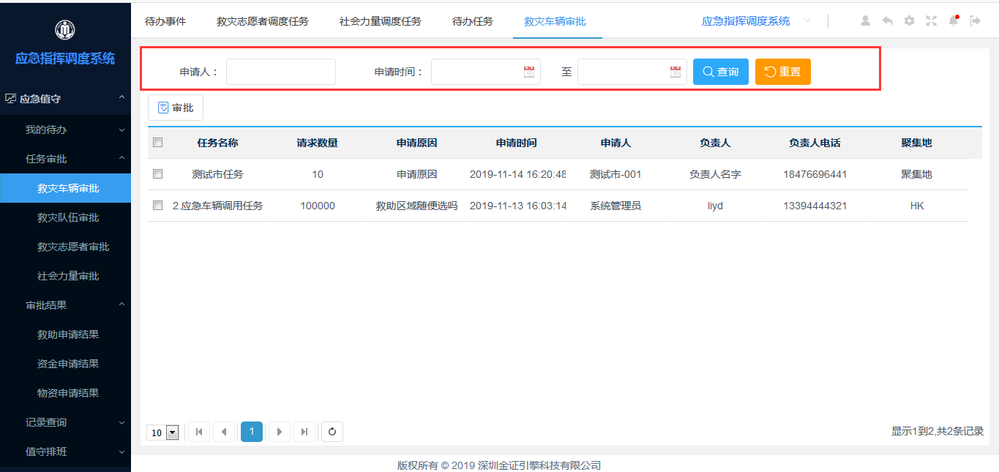 应急指挥调度系统
应急值守
我的待办
任务审批
救灾车辆审批
救灾队伍审批
救灾志愿者审批
社会力量审批
审批结果
救助申请结果
资金申请结果
物资申请结果
记录查询
值守排班
待办事件 救灾志愿者调度任务 社会力量调度任务 待办任务 救灾车辆审批 应急指挥调度系统
申请人： 申请时间： 至 查询 重置
审批
任务名称 请求数量 申请原因 申请时间 申请人 负责人 负责人电话 聚集地
测试市任务 10 申请原因 2019-11-14 16:20:48 测试市-001 负责人名字 18476696441 聚集地
2.应急车辆调用任务 100000 救助区域随便选吗 2019-11-13 16:03:14 系统管理员 liyd 13394444321 HK
10 1 显示1到2,共2条记录
版权所有 © 2019 深圳金证引擎科技有限公司